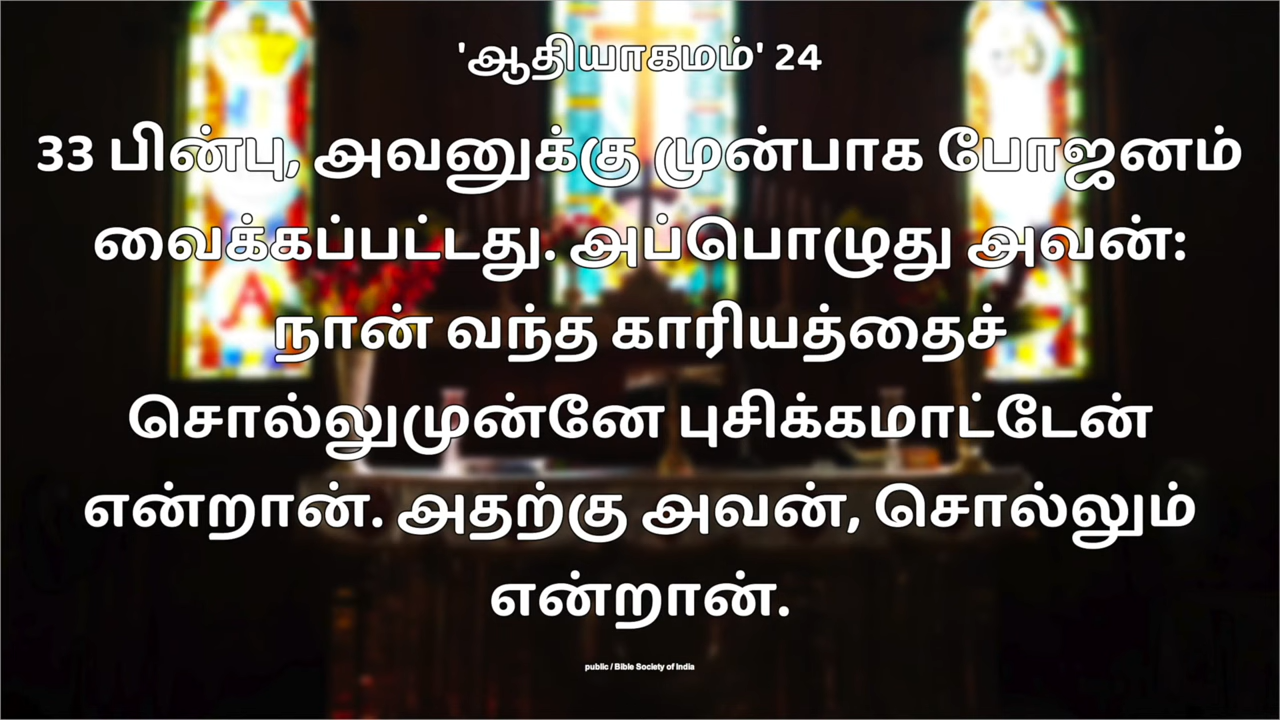 'ஆதியாகமம்' 24
33 பின்பு, அவனுக்கு முன்பாக போஜனம்
வைக்கப்பட்டது. அப்பொழுது அவன்:
நான் வந்த காரியத்தைச்
சொல்லுமுன்னே புசிக்கமாட்டேன்
என்றான். அதற்கு அவன், சொல்லும்
என்றான்.
public / Bible Society of India